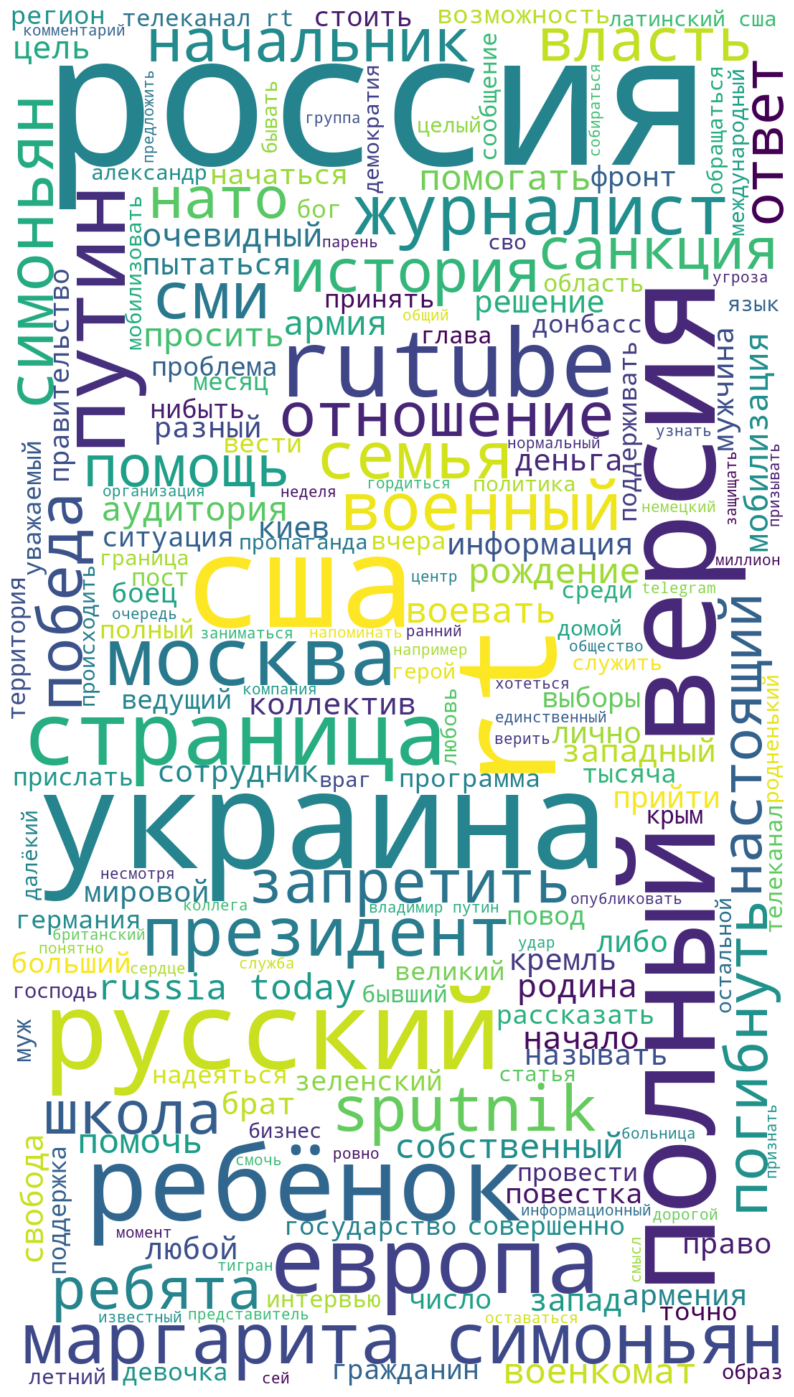 регион телеканал rt стоить возможность латинский сша
комментарий
цель начальник власть
россия
предложить бывать группа демократия целый сообщение собираться обращаться международный ответ
симоньян александр начаться помогать фронт
путин нато бог журналист
мобилизовать очевидный парень сво санкция
пытаться история область угроза
сми принять решение язык
правительство просить армия общий глава донбасс
проблема rutube поддерживать мужчина мобилизация
месяц
нибыть отношение
разный вести семья нормальный узнать
уважаемый помощь деньга защищать призывать
организация неделя гордиться политика
победа аудитория военный немецкий
ситуация киев пропаганда вчера информация миллион
граница пост сша центр рождение
территория происходить боец воевать среди telegram
очередь
полный заниматься напоминать ранний домой настоящий
москва например общество
герой rt служить
компания хотеться выборы родненький
ведущий коллектив любовь единственный
страница верить лично
западный
прислать сотрудник враг программа тысяча
далёкий украина прийти телеканал
крым
несмотря запретить опубликовать
мировой коллега владимир путин повод
германия президент удар либо остальной погибнуть
британский
понятно
больший сердце служба великий кремль
господь russia today бывший родина
муж русский рассказать
начало называть
надеяться зеленский статья
школа брат sputnik
бизнес больница признать
свобода помочь смочь ровно собственный
поддержка ребёнок провести
повестка информационный
момент государство совершенно дорогой
любой европа смысл право
тигран
ребята интервью число запад армения
известный представитель оставаться точно
маргарита симоньян
летний девочка сей гражданин военкомат образ
полный версия